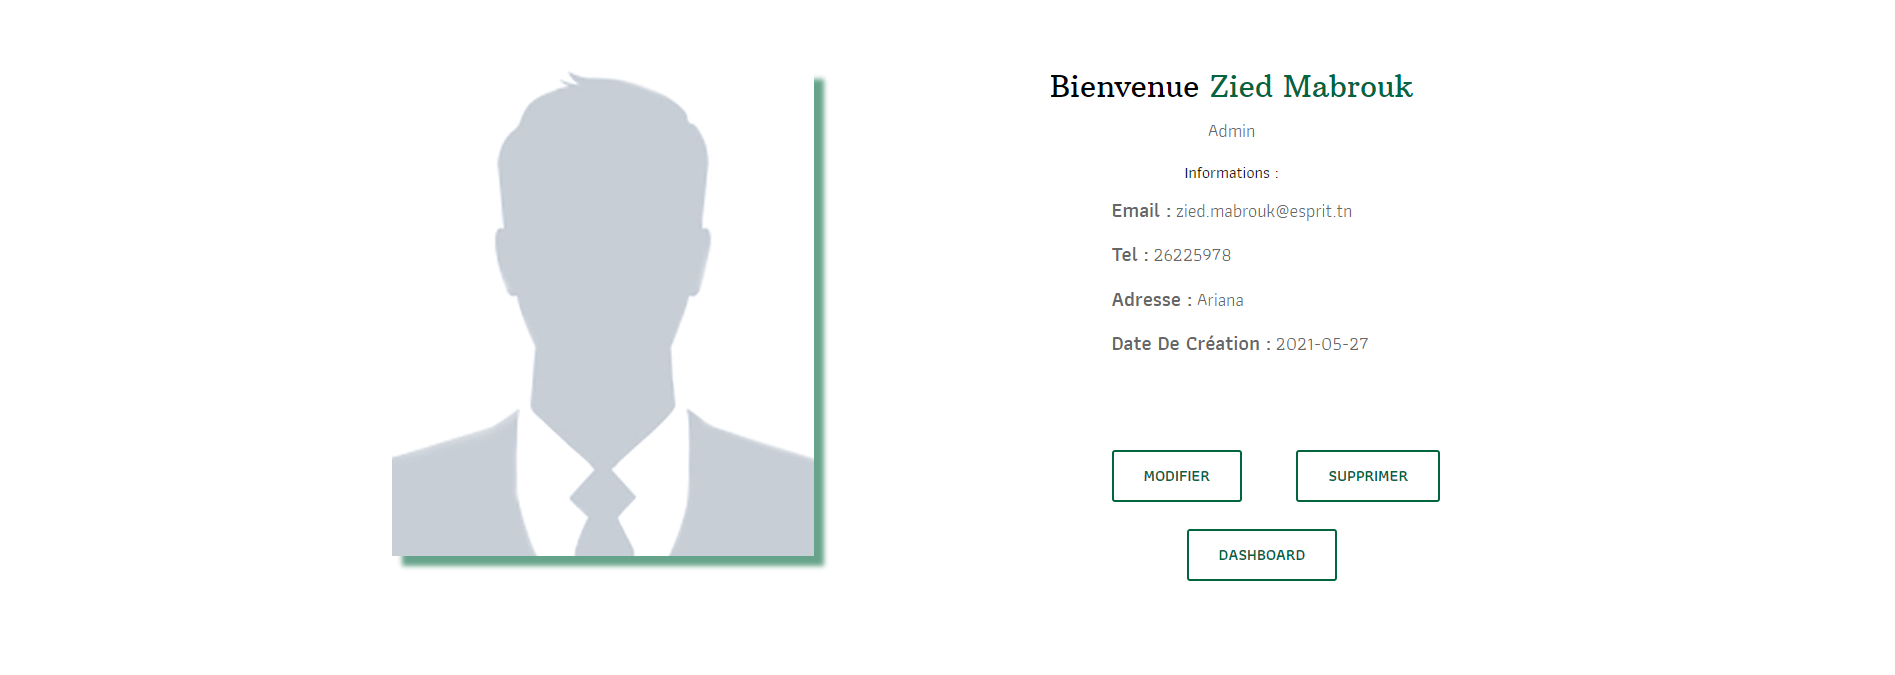 Bienvenue Zied Mabrouk
Admin
Informations :
Email : zied.mabrouk@esprit.tn
Tel : 26225978
Adresse : Ariana
Date De Création : 2021-05-27
MODIFIER
SUPPRIMER
DASHBOARD